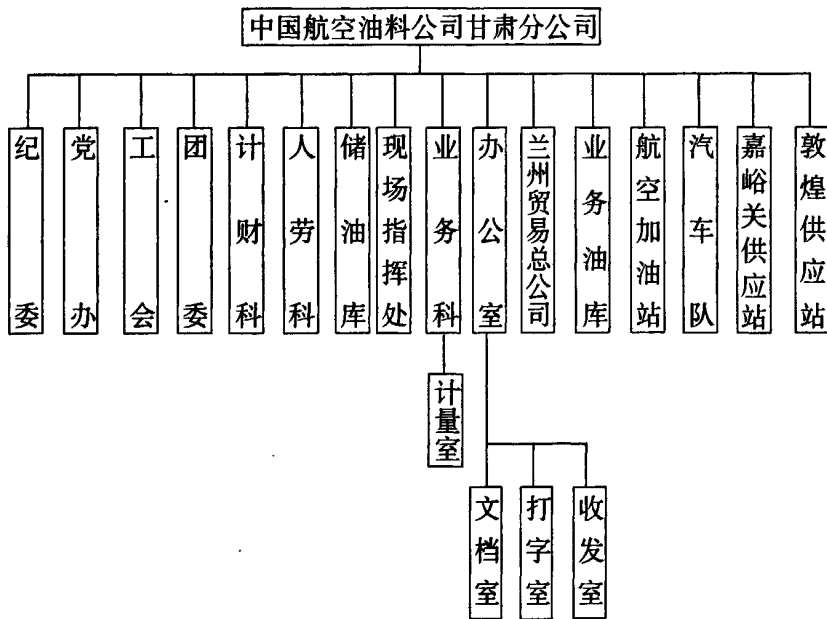 中国航空油料公司甘肃分公司
纪委
党办
工会
团委
计财科
人劳科
储油库
现场指挥处
业务科
办公室
兰州贸易总公司
业务油库
航空加油站
汽车队
嘉峪关供应站
敦煌供应站
计量室
文档室
打字室
收发室